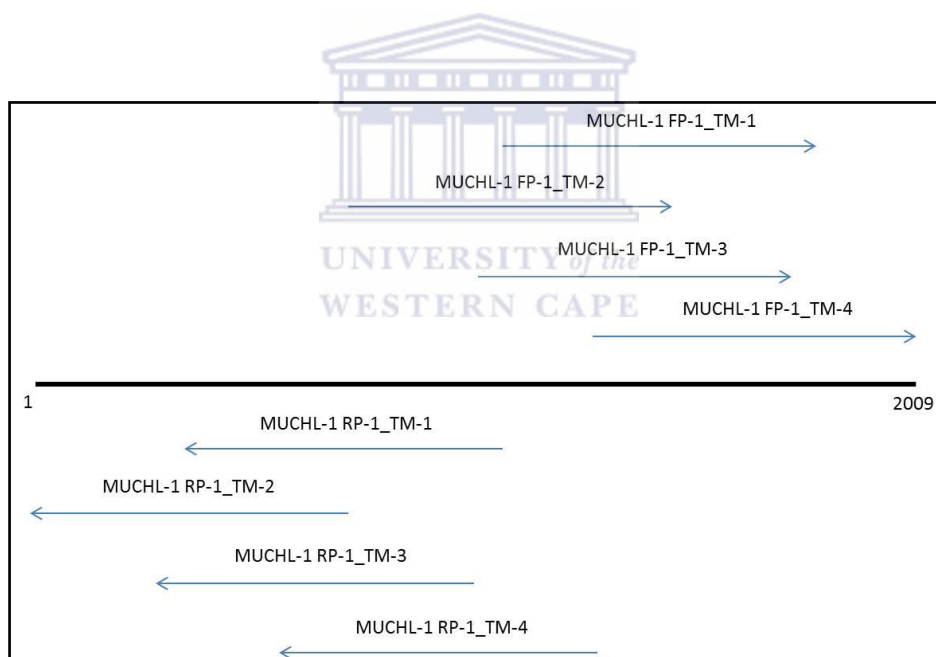 MUCHL-1 FP-1_TM-1
MUCHL-1 FP-1_TM-2
UNIVERSITY of the
MUCHL-1 FP-1_TM-3
WESTERN CAPE
MUCHL-1 FP-1_TM-4
1 2009
MUCHL-1 RP-1_TM-1
MUCHL-1 RP-1_TM-2
MUCHL-1 RP-1_TM-3
MUCHL-1 RP-1_TM-4